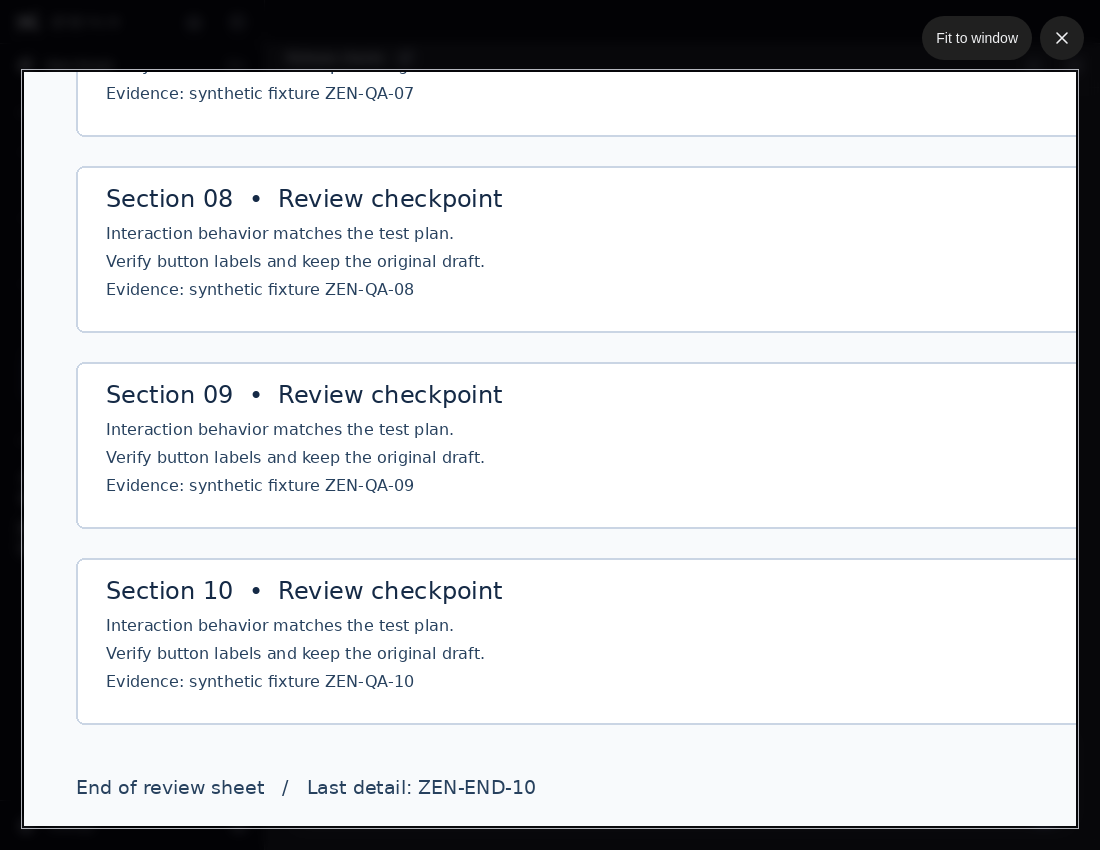 Fit to window
Evidence: synthetic fixture ZEN-QA-07
Section 08 • Review checkpoint
Interaction behavior matches the test plan.
Verify button labels and keep the original draft.
Evidence: synthetic fixture ZEN-QA-08
Section 09 • Review checkpoint
Interaction behavior matches the test plan.
Verify button labels and keep the original draft.
Evidence: synthetic fixture ZEN-QA-09
Section 10 • Review checkpoint
Interaction behavior matches the test plan.
Verify button labels and keep the original draft.
Evidence: synthetic fixture ZEN-QA-10
End of review sheet / Last detail: ZEN-END-10